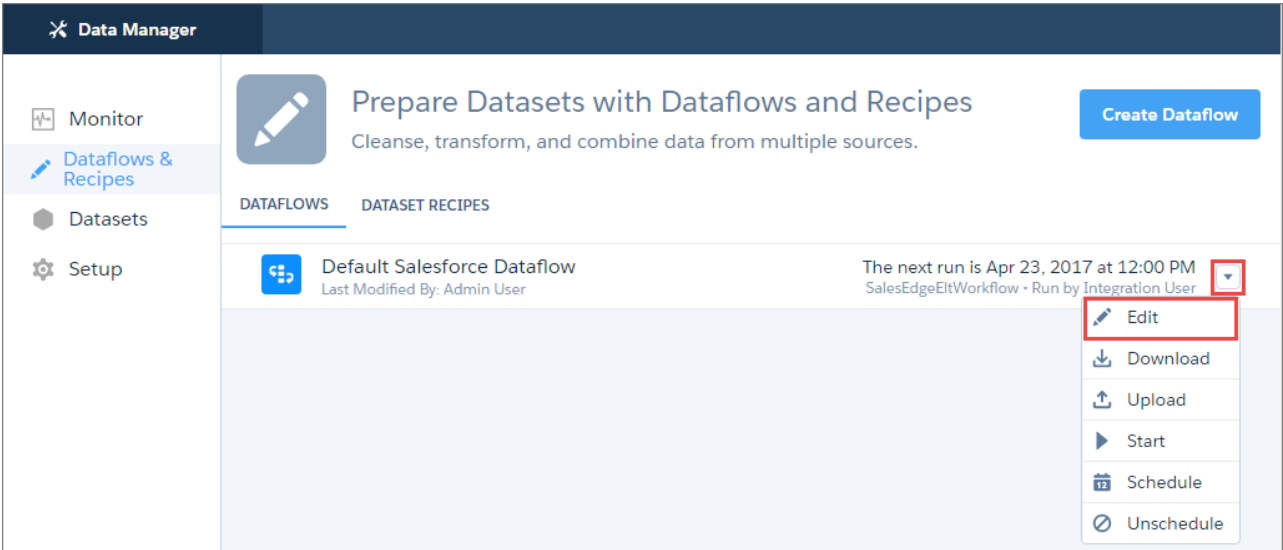 Data Manager
Monitor
Dataflows &
Recipes
Datasets
Setup
Prepare Datasets with Dataflows and Recipes
Cleanse, transform, and combine data from multiple sources.
Create Dataflow
DATAFLOWS
DATASET RECIPES
Default Salesforce Dataflow
Last Modified By: Admin User
The next run is Apr 23, 2017 at 12:00 PM
SalesEdgeEltWorkflow • Run by Integration User
Edit
Download
Upload
Start
12
Schedule
Unschedule